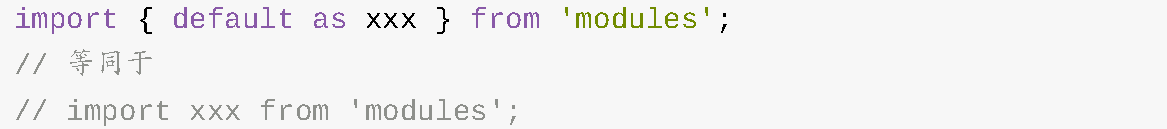 import { default as xxx } from 'modules';
// 等同于
// import xxx from 'modules';